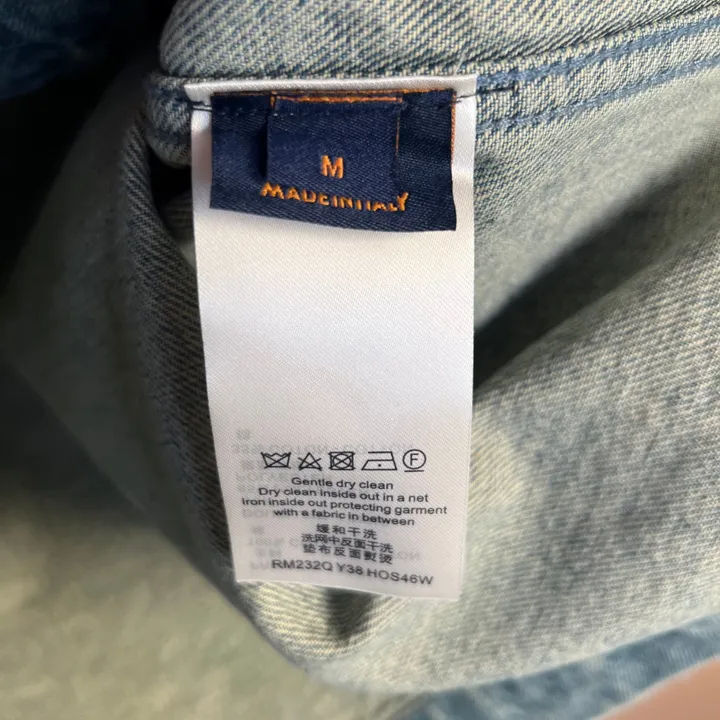 M
MADE IN ITALY
Gentle dry clean
Dry clean inside out in a net
Iron inside out protecting garment
with a fabric in between
缓和干洗
洗网中反面干洗
垫布反面熨烫
RM232Q Y38 HOS46W